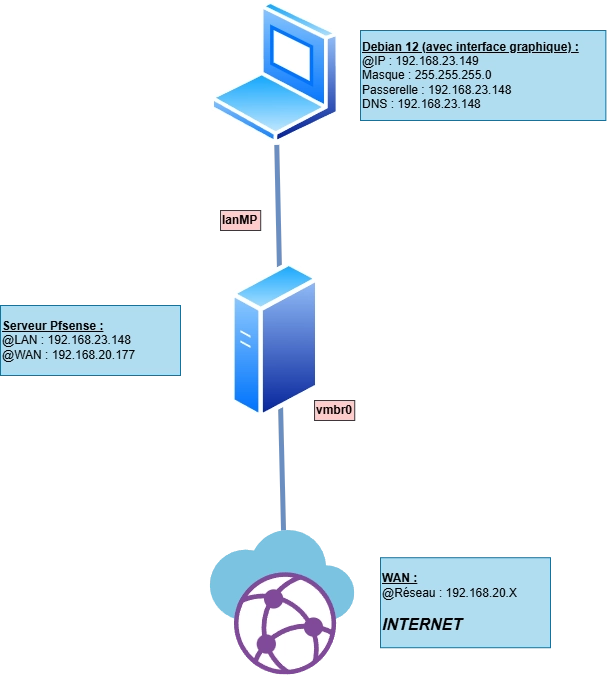 Debian 12 (avec interface graphique) :
@IP : 192.168.23.149
Masque : 255.255.255.0
Passerelle : 192.168.23.148
DNS : 192.168.23.148
lanMP
Serveur Pfsense :
@LAN : 192.168.23.148
@WAN : 192.168.20.177
vmbr0
WAN :
@Réseau : 192.168.20.X
INTERNET